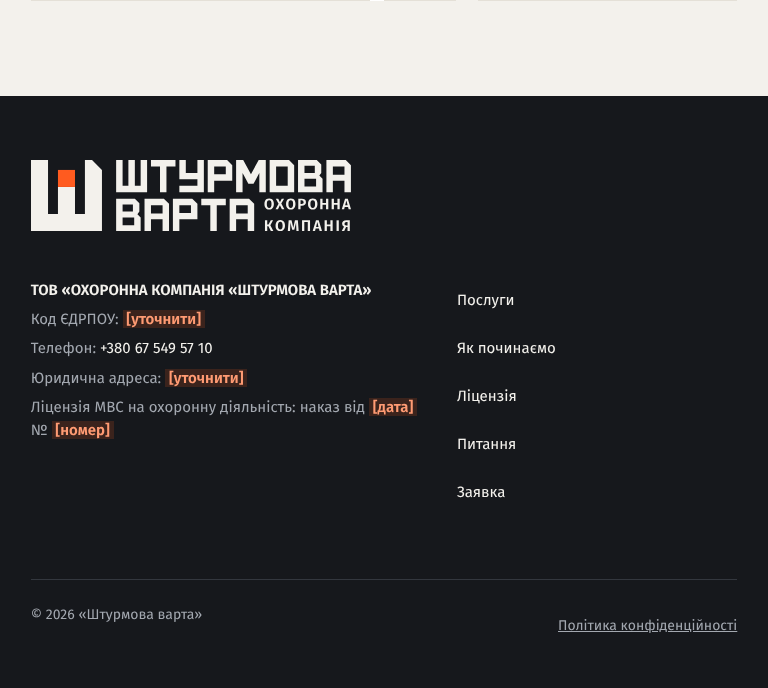 ШТУРМОВА
ВАРТА ОХОРОННА
КОМПАНІЯ
ТОВ «ОХОРОННА КОМПАНІЯ «ШТУРМОВА ВАРТА»
Код ЄДРПОУ: [уточнити]
Телефон: +380 67 549 57 10
Юридична адреса: [уточнити]
Ліцензія МВС на охоронну діяльність: наказ від [дата]
№ [номер]
Послуги
Як починаємо
Ліцензія
Питання
Заявка
© 2026 «Штурмова варта»
Політика конфіденційності